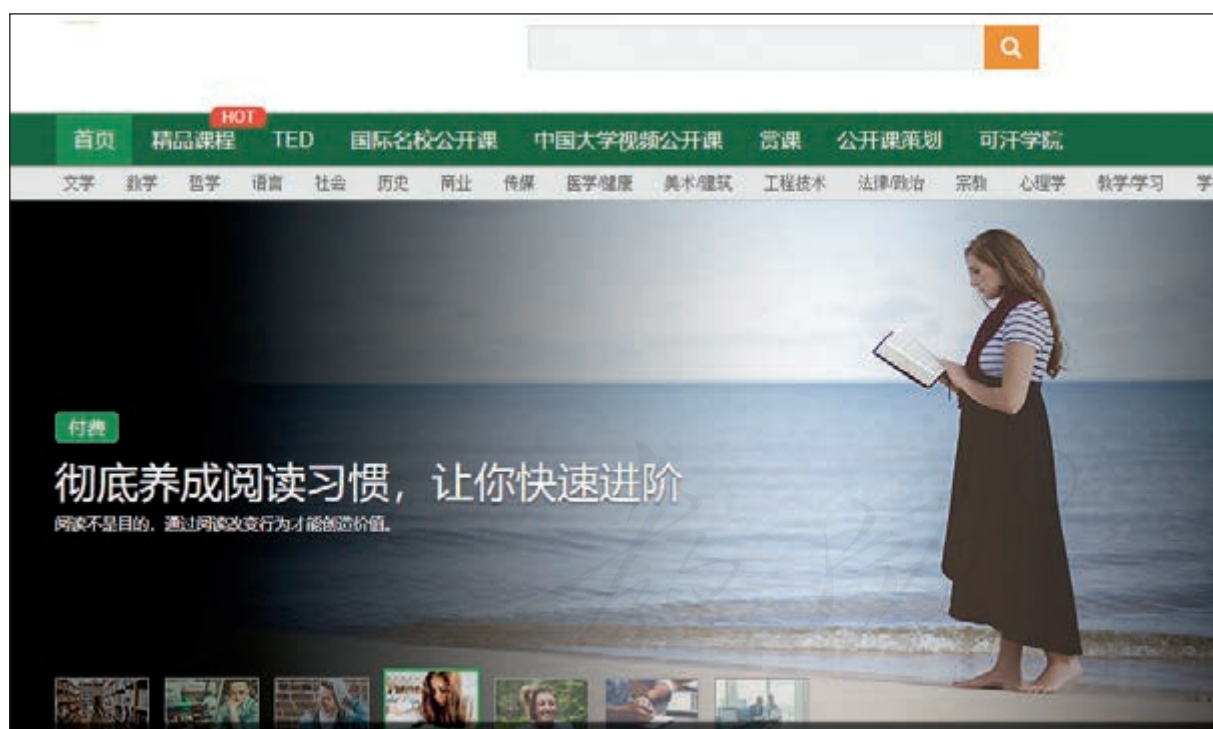 HOT
首页 精品课程 TED 国际名校公开课 中国大学视频公开课 赏课 公开课策划 可汗学院
文学 数学 哲学 语言 社会 历史 商业 传媒 医学/健康 美术/建筑 工程技术 法律/政治 宗教 心理学 教学/学习 学
付费
彻底养成阅读习惯，让你快速进阶
阅读不是目的，通过阅读改变行为才能创造价值。